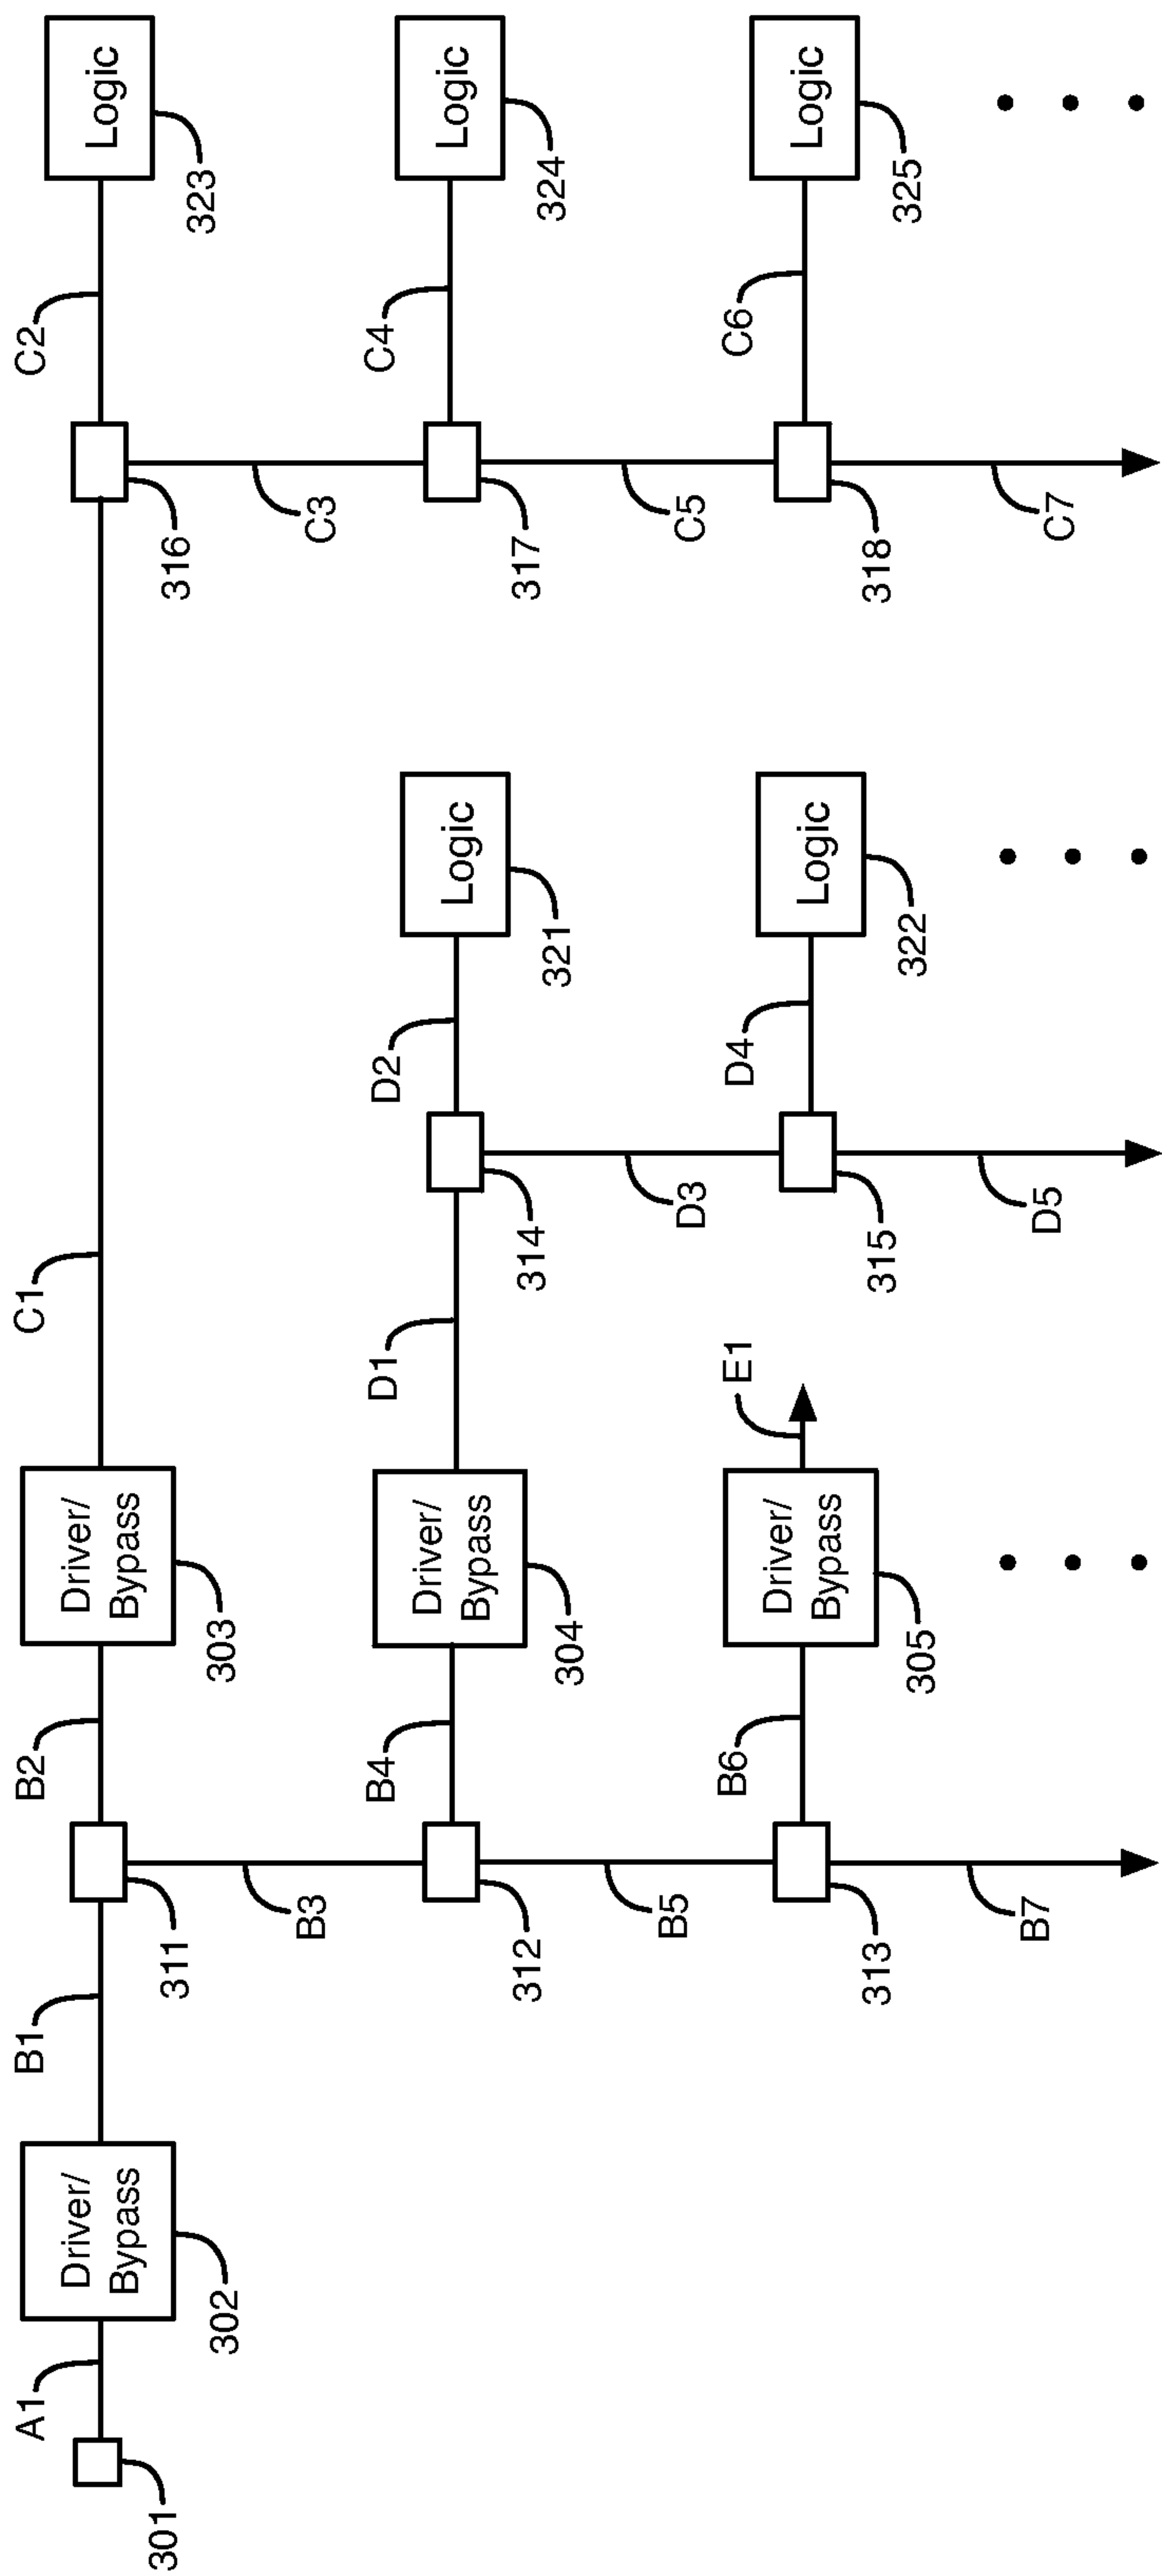 A1
B1
B2
C1
C2
Driver/
Bypass
Driver/
Bypass
Logic
301
302
311
303
316
323
B3
C3
B4
D1
D2
C4
Driver/
Bypass
Logic
Logic
312
304
314
321
317
324
B5
D3
C5
B6
E1
D4
C6
Driver/
Bypass
Logic
Logic
313
305
315
322
318
325
B7
D5
C7